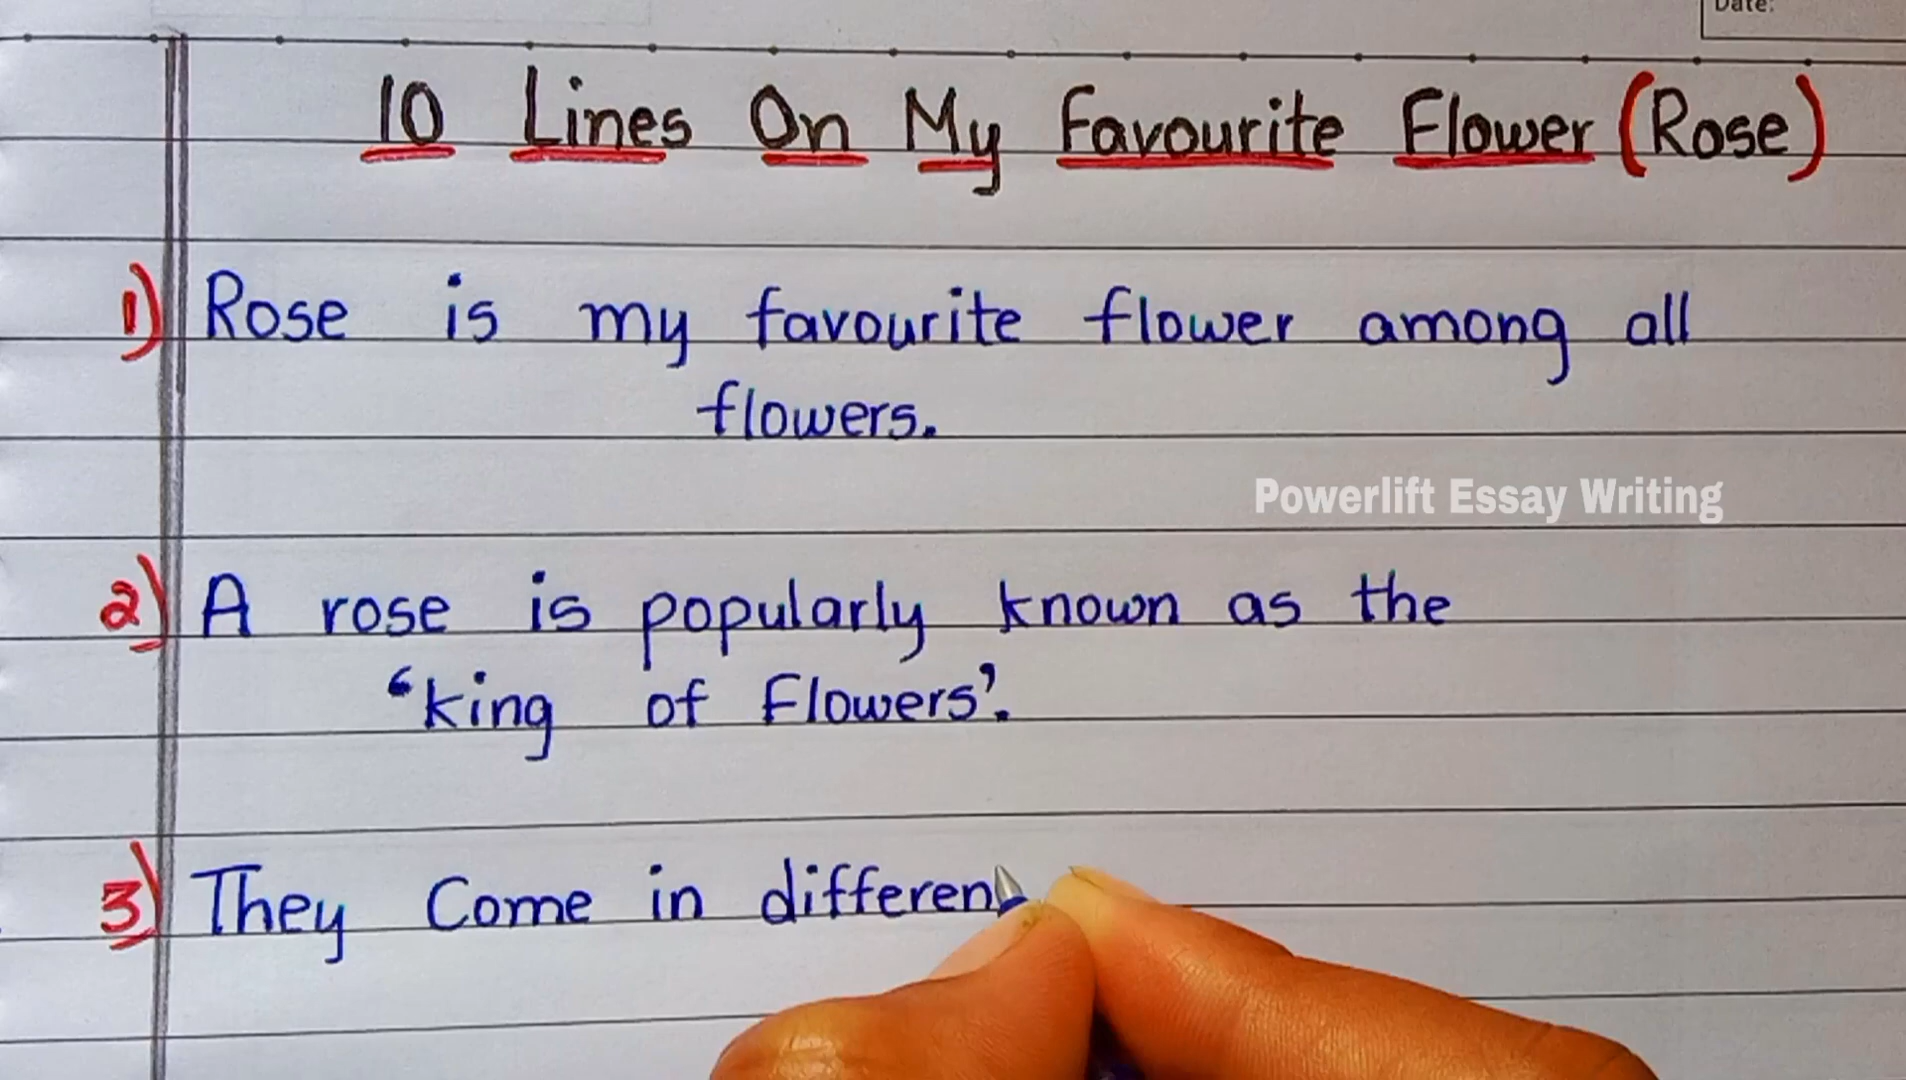 Date:
10 Lines On My Favourite Flower (Rose)
1) Rose is my favourite flower among all
flowers.
Powerlift Essay Writing
2) A rose is popularly known as the
‘king of Flowers’.
3) They Come in differen